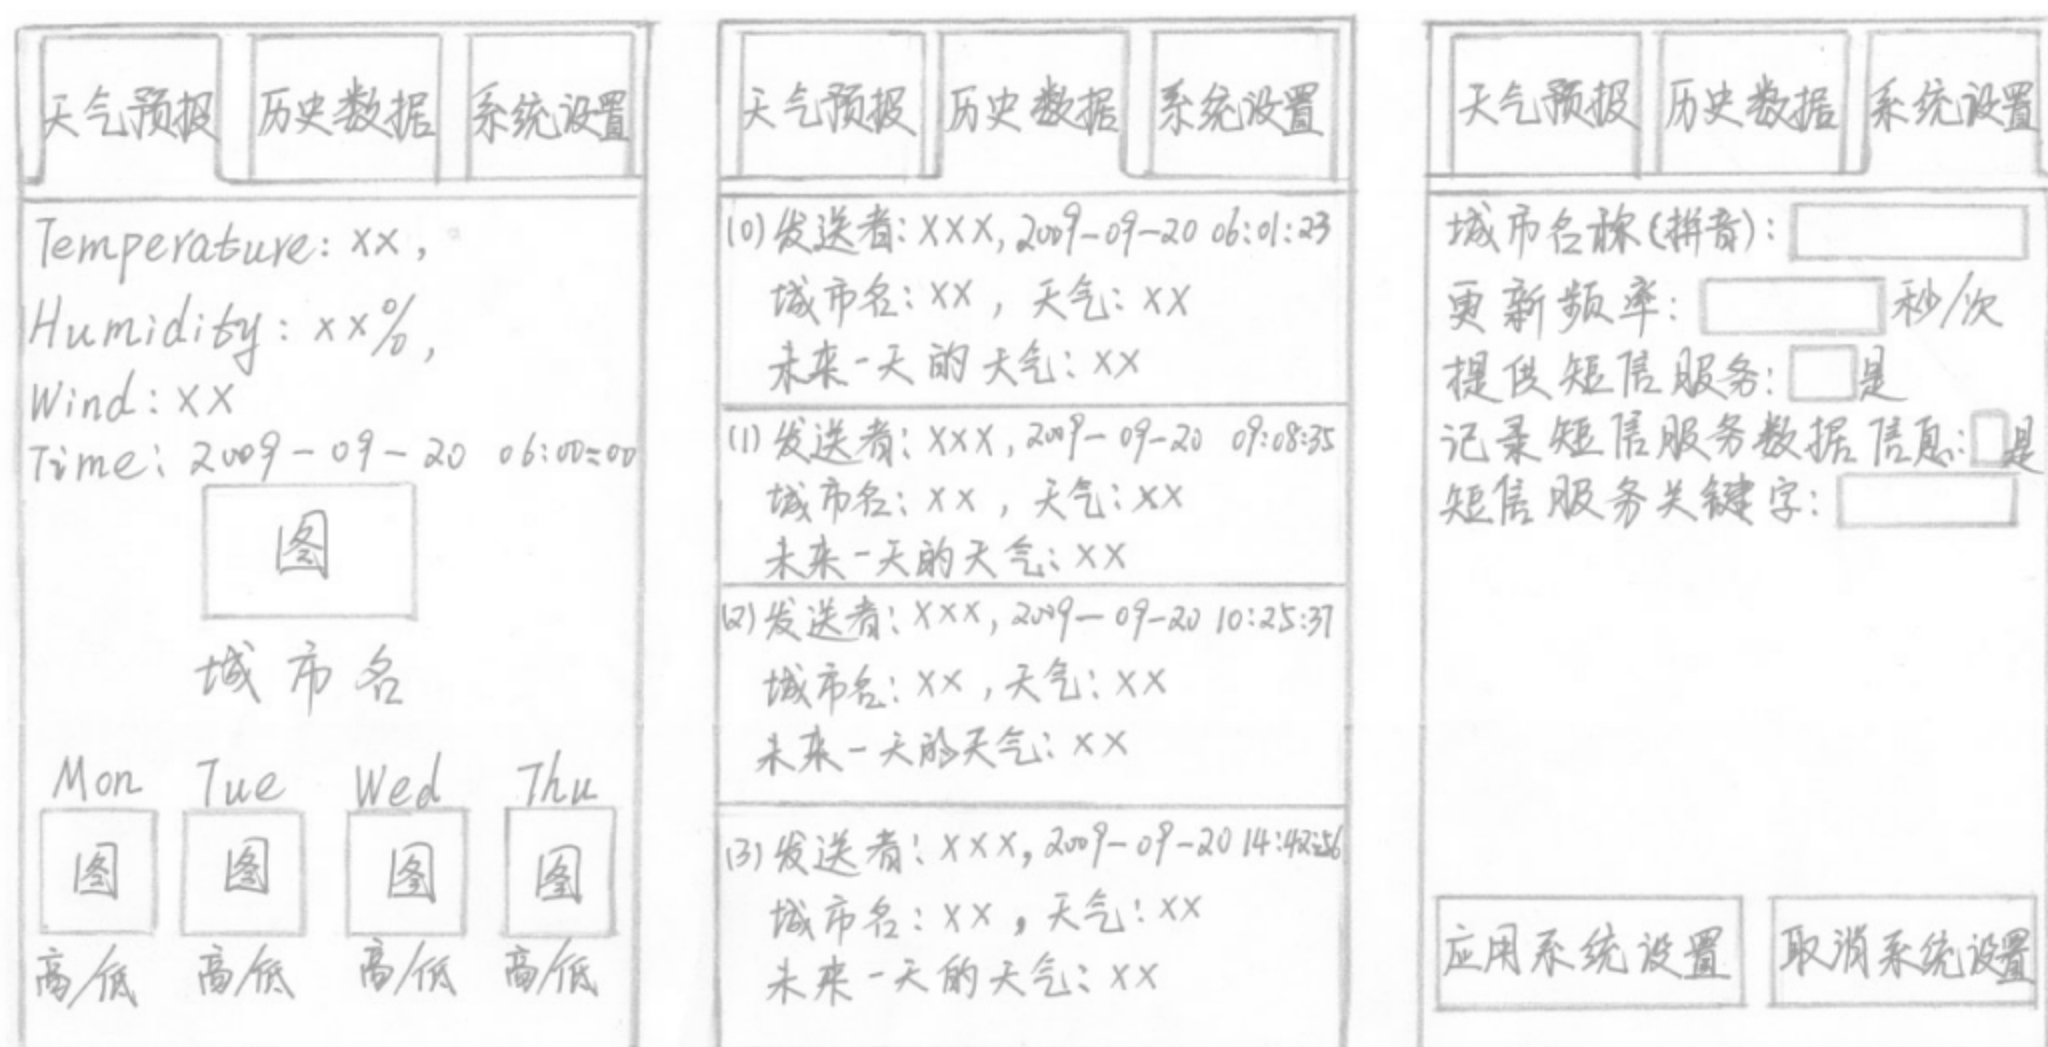 天气预报 历史数据 系统设置
Temperature: xx,
Humidity: xx%,
Wind: xx
Time: 2009-09-20 06:00:00
图
城市名
Mon Tue Wed Thu
图 图 图 图
高/低 高/低 高/低 高/低
天气预报 历史数据 系统设置
(0) 发送者: xxx, 2009-09-20 06:01:23
城市名: xx, 天气: xx
未来一天的天气: xx
(1) 发送者: xxx, 2009-09-20 09:08:35
城市名: xx, 天气: xx
未来一天的天气: xx
(2) 发送者: xxx, 2009-09-20 10:25:37
城市名: xx, 天气: xx
未来一天的天气: xx
(3) 发送者: xxx, 2009-09-20 14:42:56
城市名: xx, 天气: xx
未来一天的天气: xx
天气预报 历史数据 系统设置
城市名称(拼音):
更新频率: 秒/次
提供短信服务: 是
记录短信服务数据信息: 是
短信服务关键字:
应用系统设置 取消系统设置